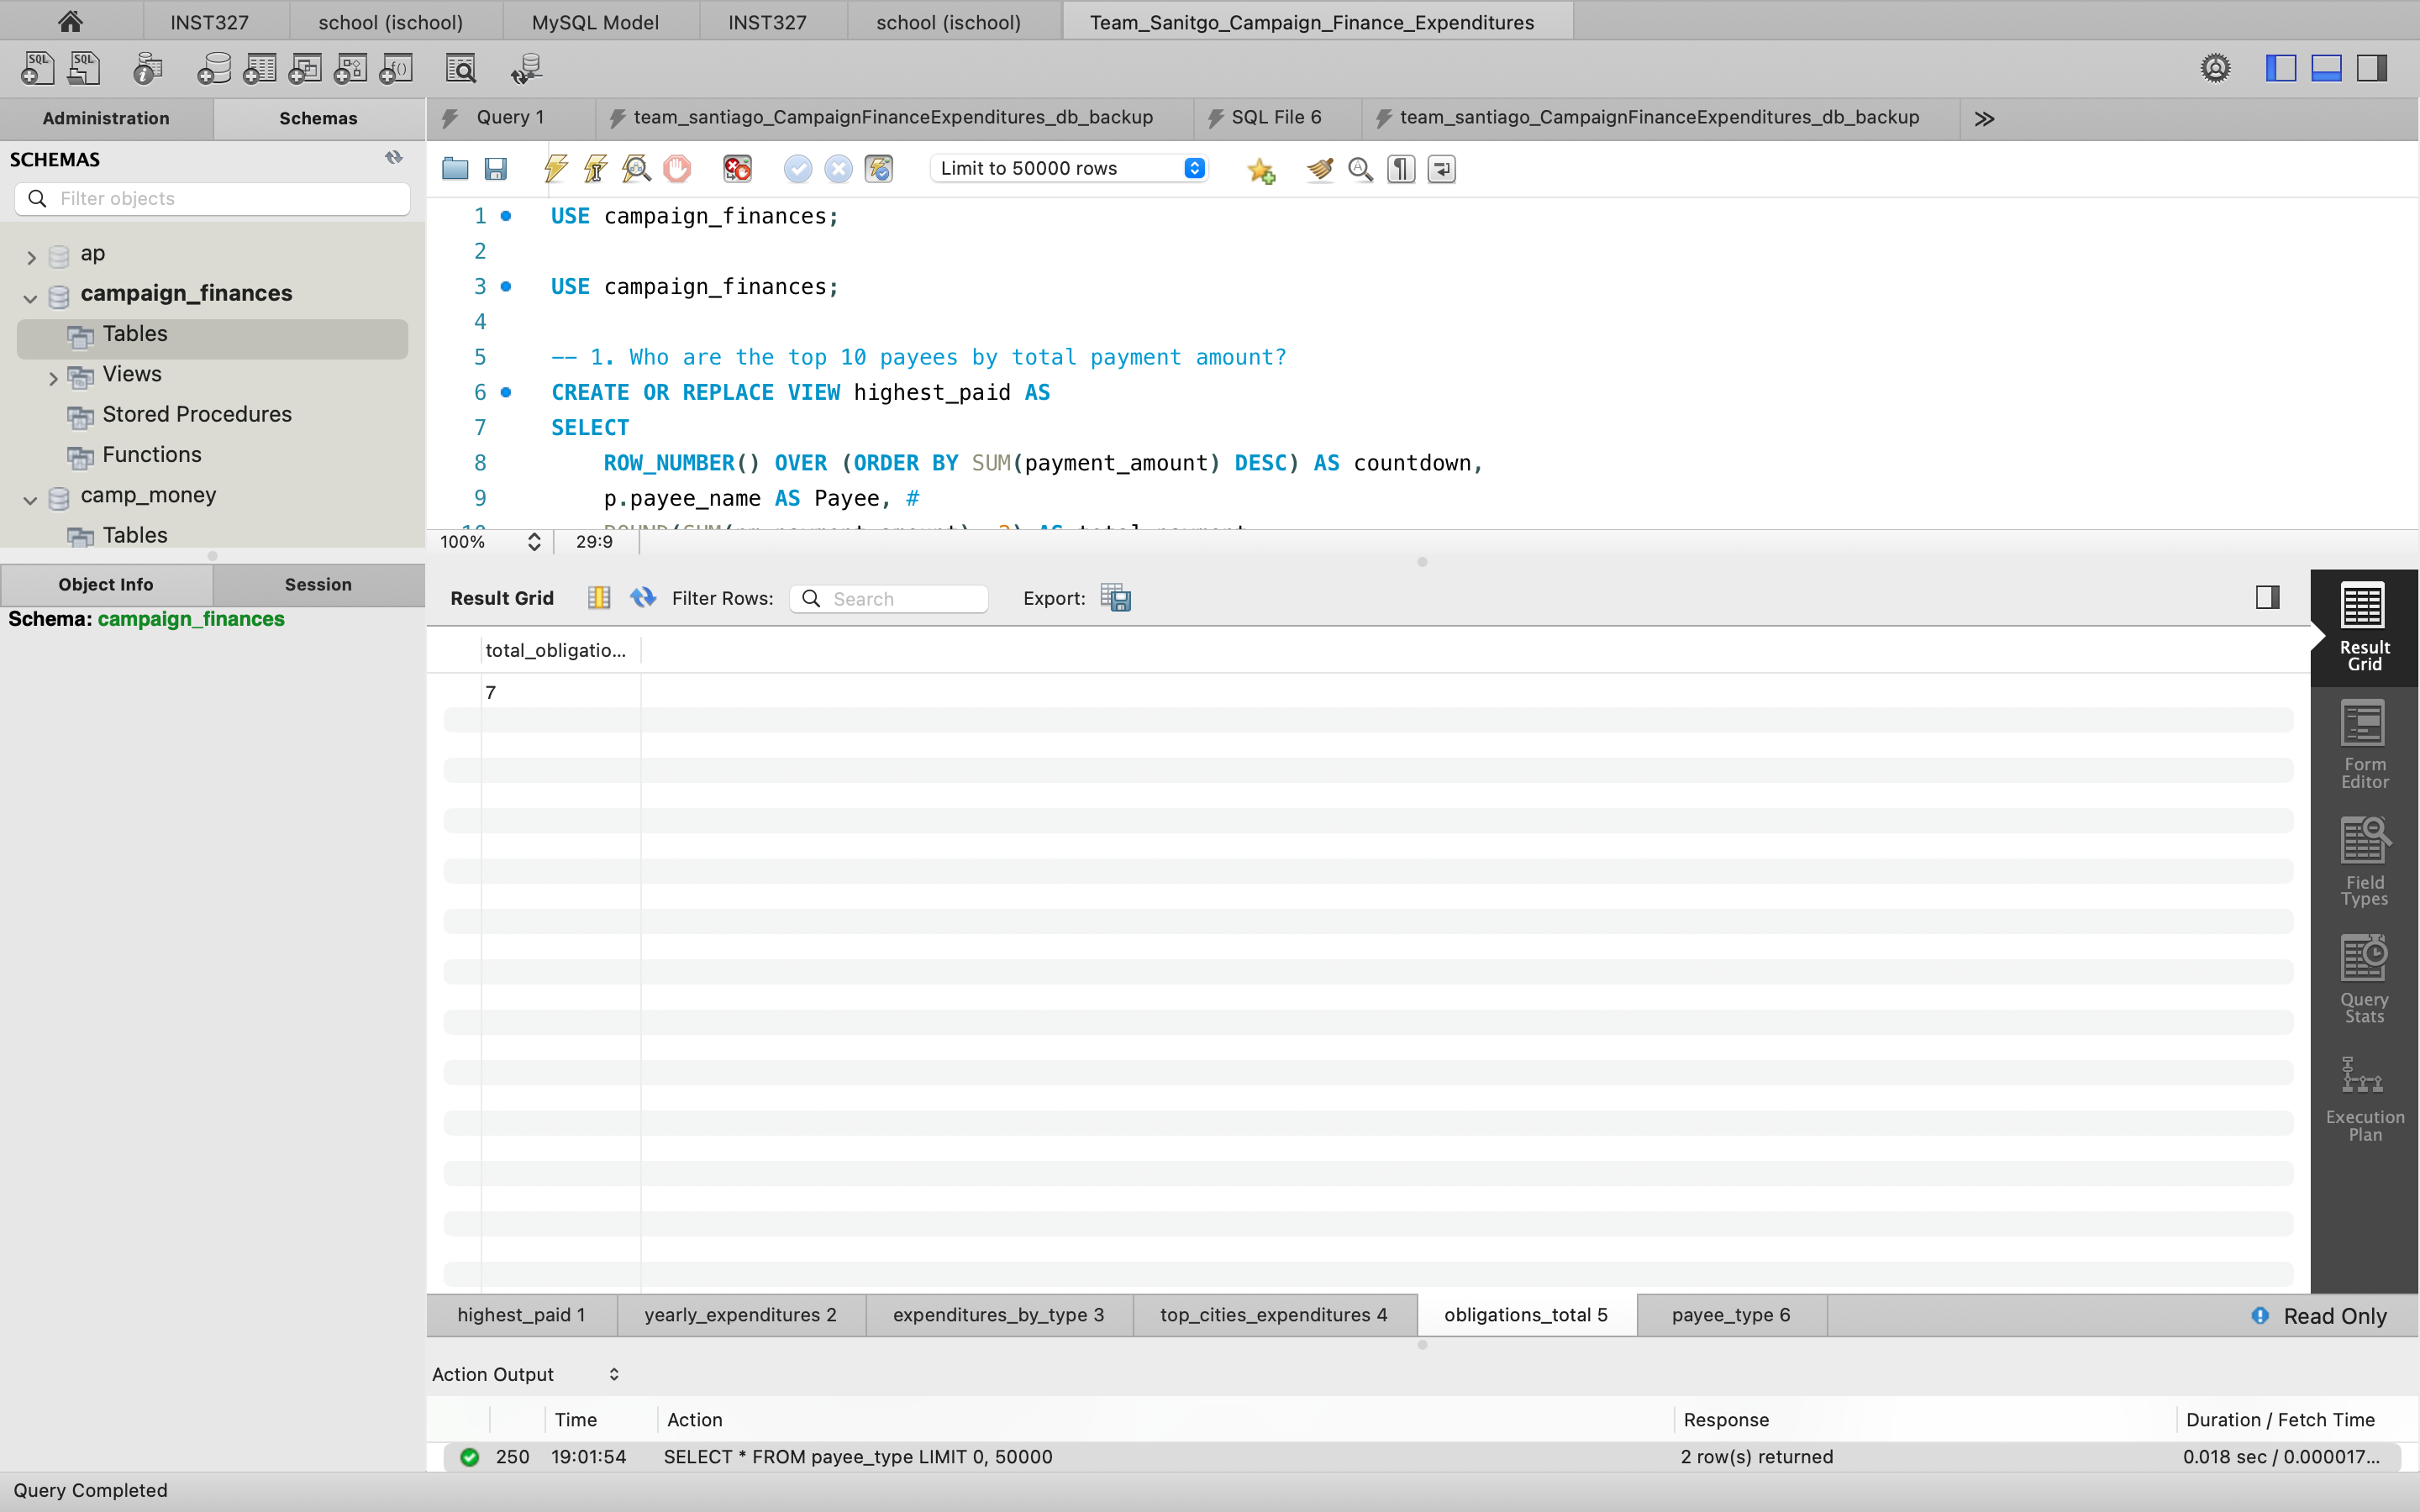 INST327 school (ischool) MySQL Model INST327 school (ischool) Team_Sanitgo_Campaign_Finance_Expenditures
Administration Schemas Query 1 team_santiago_CampaignFinanceExpenditures_db_backup SQL File 6 team_santiago_CampaignFinanceExpenditures_db_backup
SCHEMAS
Limit to 50000 rows
Filter objects
ap
campaign_finances
Tables
Views
Stored Procedures
Functions
camp_money
Tables
1 USE campaign_finances;
2
3 USE campaign_finances;
4
5 -- 1. Who are the top 10 payees by total payment amount?
6 CREATE OR REPLACE VIEW highest_paid AS
7 SELECT
8 ROW_NUMBER() OVER (ORDER BY SUM(payment_amount) DESC) AS countdown,
9 p.payee_name AS Payee, #
100% 29:9
Object Info Session
Schema: campaign_finances
Result Grid Filter Rows: Search Export:
total_obligatio...
7
Result
Grid
Form
Editor
Field
Types
Query
Stats
Execution
Plan
highest_paid 1 yearly_expenditures 2 expenditures_by_type 3 top_cities_expenditures 4 obligations_total 5 payee_type 6 Read Only
Action Output
Time Action Response Duration / Fetch Time
250 19:01:54 SELECT * FROM payee_type LIMIT 0, 50000 2 row(s) returned 0.018 sec / 0.000017...
Query Completed